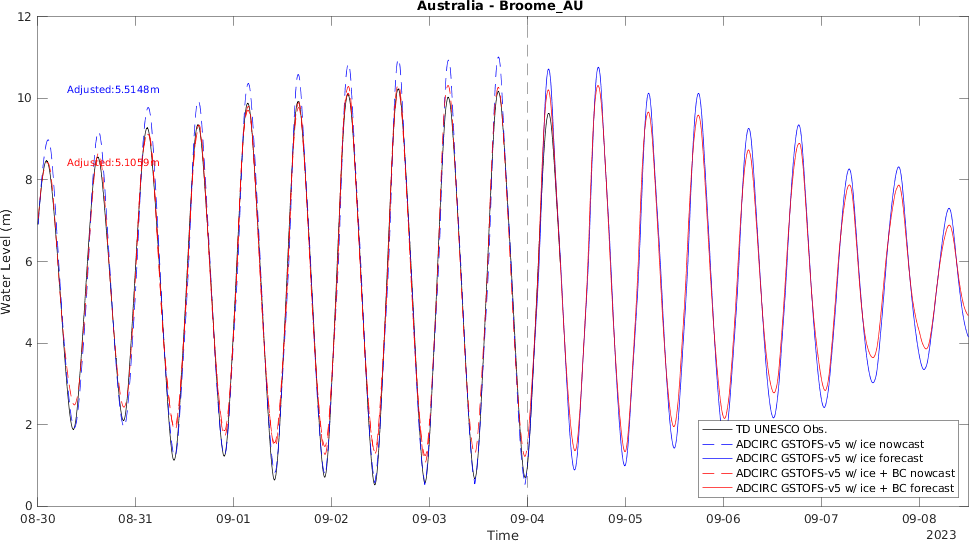 Australia - Broome_AU
12
10
8
6
4
2
0
Water Level (m)
Adjusted:5.5148m
Adjusted:5.1059m
TD UNESCO Obs.
ADCIRC GSTOFS-v5 w/ ice nowcast
ADCIRC GSTOFS-v5 w/ ice forecast
ADCIRC GSTOFS-v5 w/ ice + BC nowcast
ADCIRC GSTOFS-v5 w/ ice + BC forecast
08-30 08-31 09-01 09-02 09-03 09-04 09-05 09-06 09-07 09-08
Time
2023